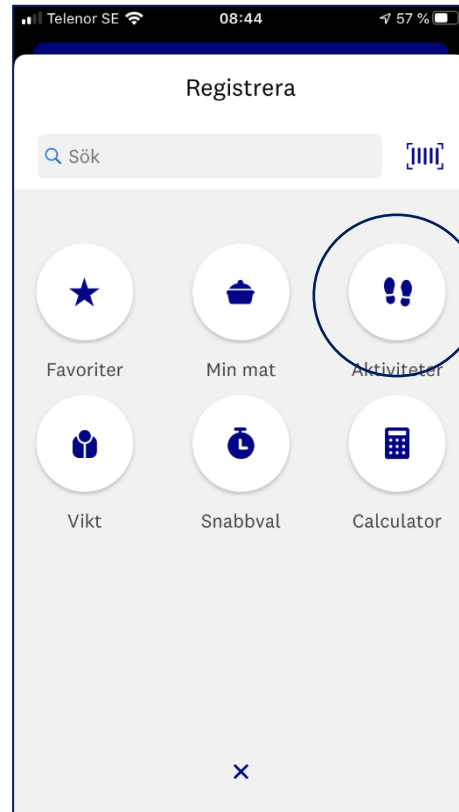 Telenor SE 08:44 57 %
Registrera
Sök
Favoriter Min mat Aktiviteter
Vikt Snabbval Calculator